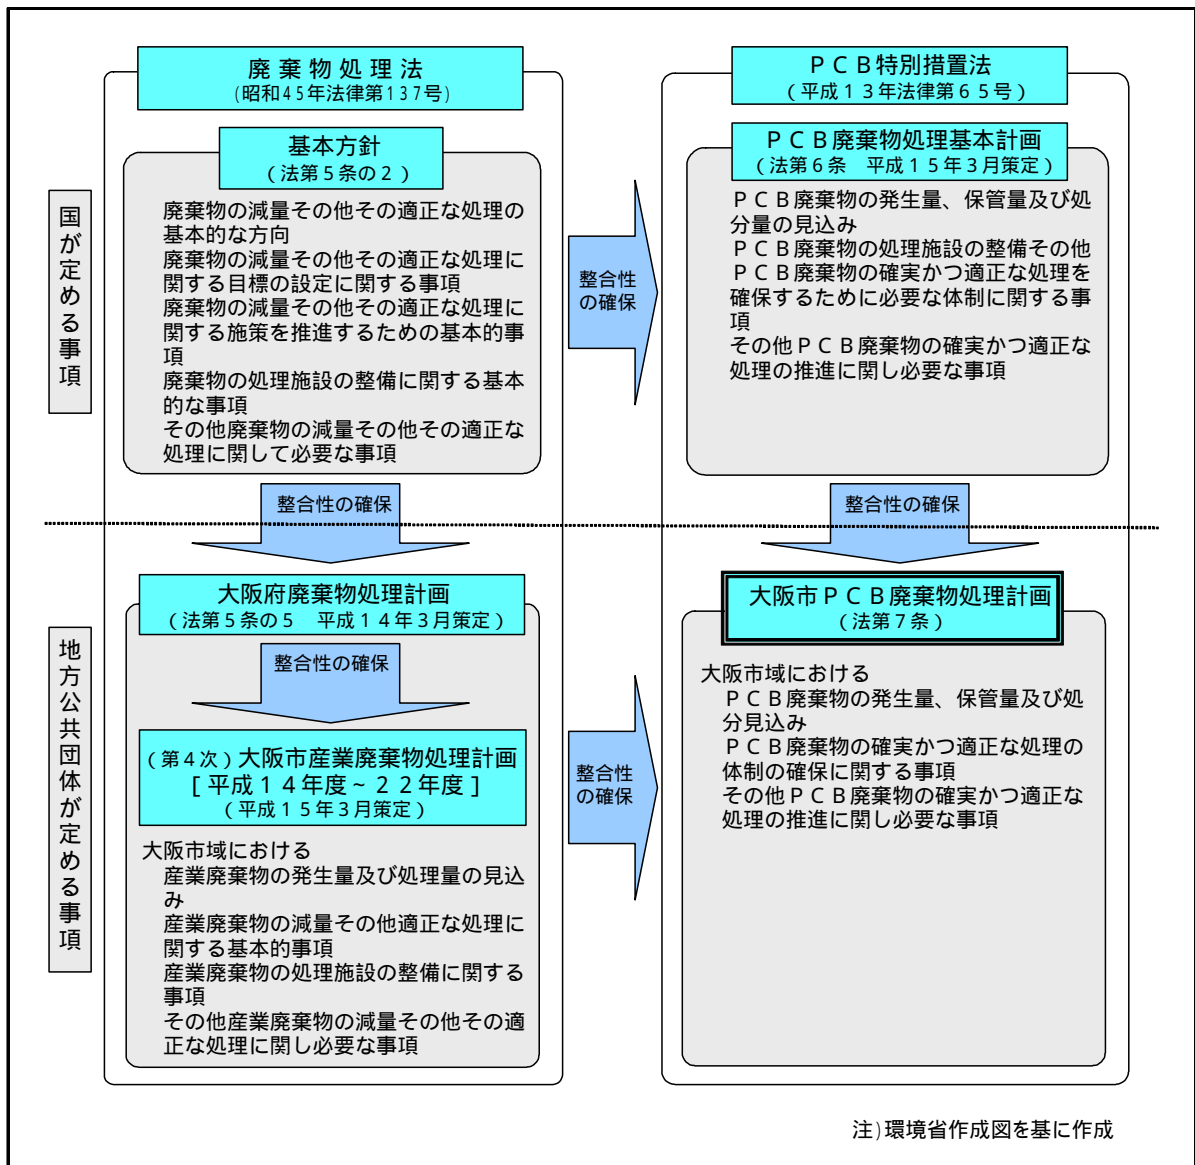 廃棄物処理法
(昭和45年法律第137号)
基本方針
(法第5条の2)
国が定める事項
廃棄物の減量その他その適正な処理の
基本的な方向
廃棄物の減量その他その適正な処理に
関する目標の設定に関する事項
廃棄物の減量その他その適正な処理に
関する施策を推進するための基本的事
項
廃棄物の処理施設の整備に関する基本
的な事項
その他廃棄物の減量その他その適正な
処理に関して必要な事項
整合性
の確保
PCB特別措置法
(平成13年法律第65号)
PCB廃棄物処理基本計画
(法第6条 平成15年3月策定)
PCB廃棄物の発生量、保管量及び処
分量の見込み
PCB廃棄物の処理施設の整備その他
PCB廃棄物の確実かつ適正な処理を
確保するために必要な体制に関する事
項
その他PCB廃棄物の確実かつ適正な
処理の推進に関し必要な事項
整合性の確保
整合性の確保
地方公共団体が定める事項
大阪府廃棄物処理計画
(法第5条の5 平成14年3月策定)
整合性の確保
(第4次)大阪市産業廃棄物処理計画
[平成14年度~22年度]
(平成15年3月策定)
大阪市域における
産業廃棄物の発生量及び処理量の見込
み
産業廃棄物の減量その他適正な処理に
関する基本的事項
産業廃棄物の処理施設の整備に関する
事項
その他産業廃棄物の減量その他その適
正な処理に関し必要な事項
整合性
の確保
大阪市PCB廃棄物処理計画
(法第7条)
大阪市域における
PCB廃棄物の発生量、保管量及び処
分見込み
PCB廃棄物の確実かつ適正な処理の
体制の確保に関する事項
その他PCB廃棄物の確実かつ適正な
処理の推進に関し必要な事項
注)環境省作成図を基に作成